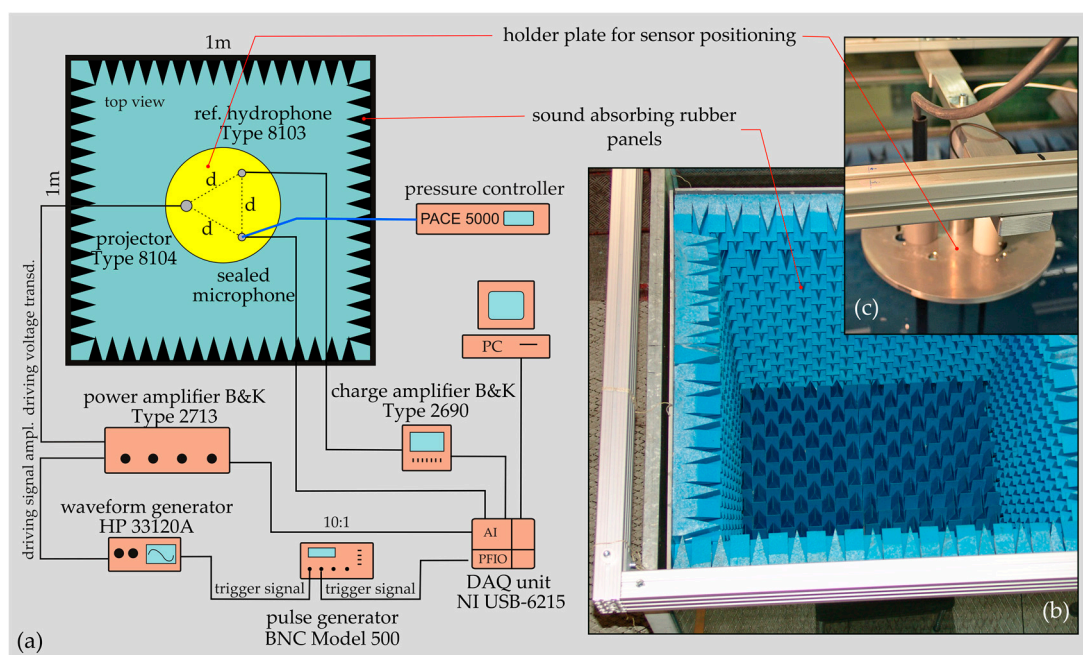 1m
holder plate for sensor positioning
top view
ref. hydrophone
Type 8103
sound absorbing rubber
panels
1m
d
d
d
pressure controller
PACE 5000
projector
Type 8104
sealed
microphone
(c)
driving signal ampl. driving voltage transd.
PC
power amplifier B&K
Type 2713
charge amplifier B&K
Type 2690
waveform generator
HP 33120A
10:1
AI
PFIO
trigger signal
trigger signal
DAQ unit
NI USB-6215
pulse generator
BNC Model 500
(a)
(b)